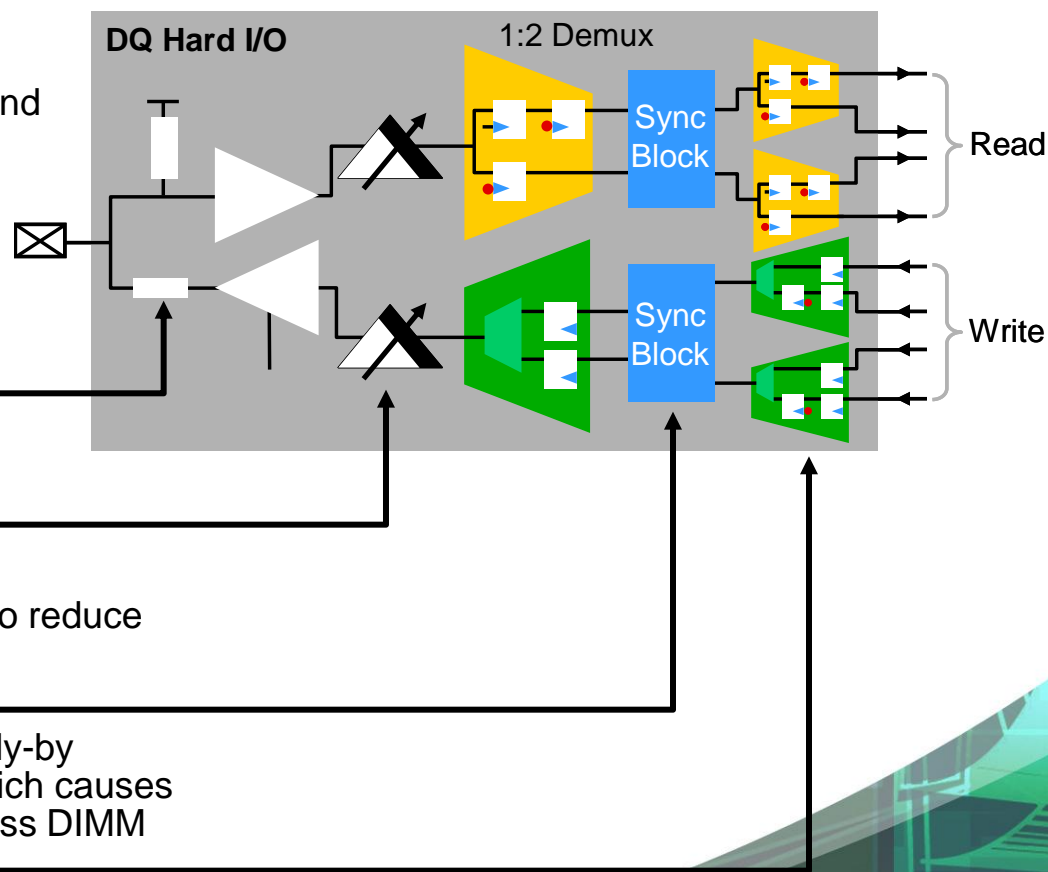 DQ Hard I/O
1:2 Demux
nd
Sync
Block
Read
Sync
Block
Write
o reduce
ly-by
ich causes
ss DIMM